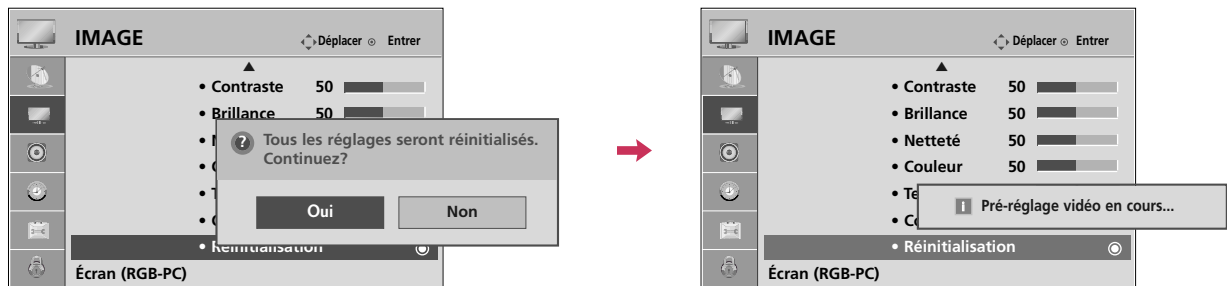 IMAGE
Déplacer
Entrer
• Contraste 50
• Brillance 50
Tous les réglages seront réinitialisés.
Continuez?
Oui
Non
• Réinitialisation
Écran (RGB-PC)
IMAGE
Déplacer
Entrer
• Contraste 50
• Brillance 50
• Netteté 50
• Couleur 50
• Te
Pré-réglage vidéo en cours...
• Réinitialisation
Écran (RGB-PC)